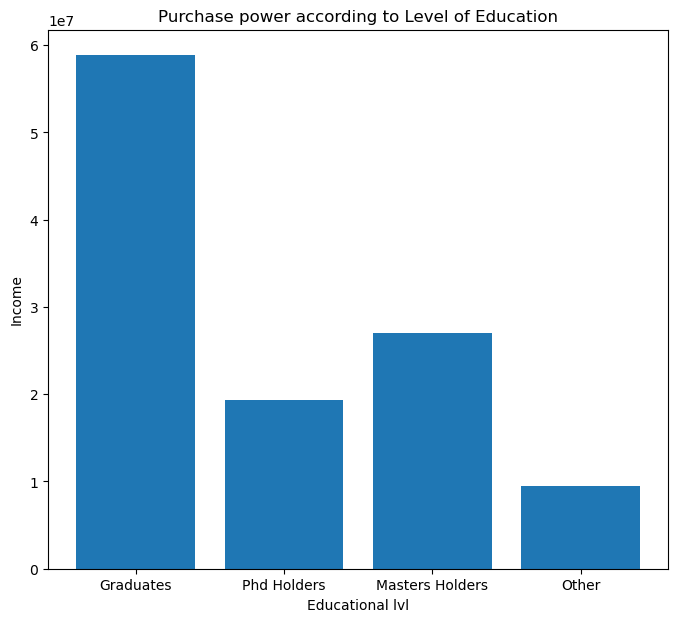 Purchase power according to Level of Education
1e7
6
5
4
3
2
1
0
Income
Graduates Phd Holders Masters Holders Other
Educational lvl